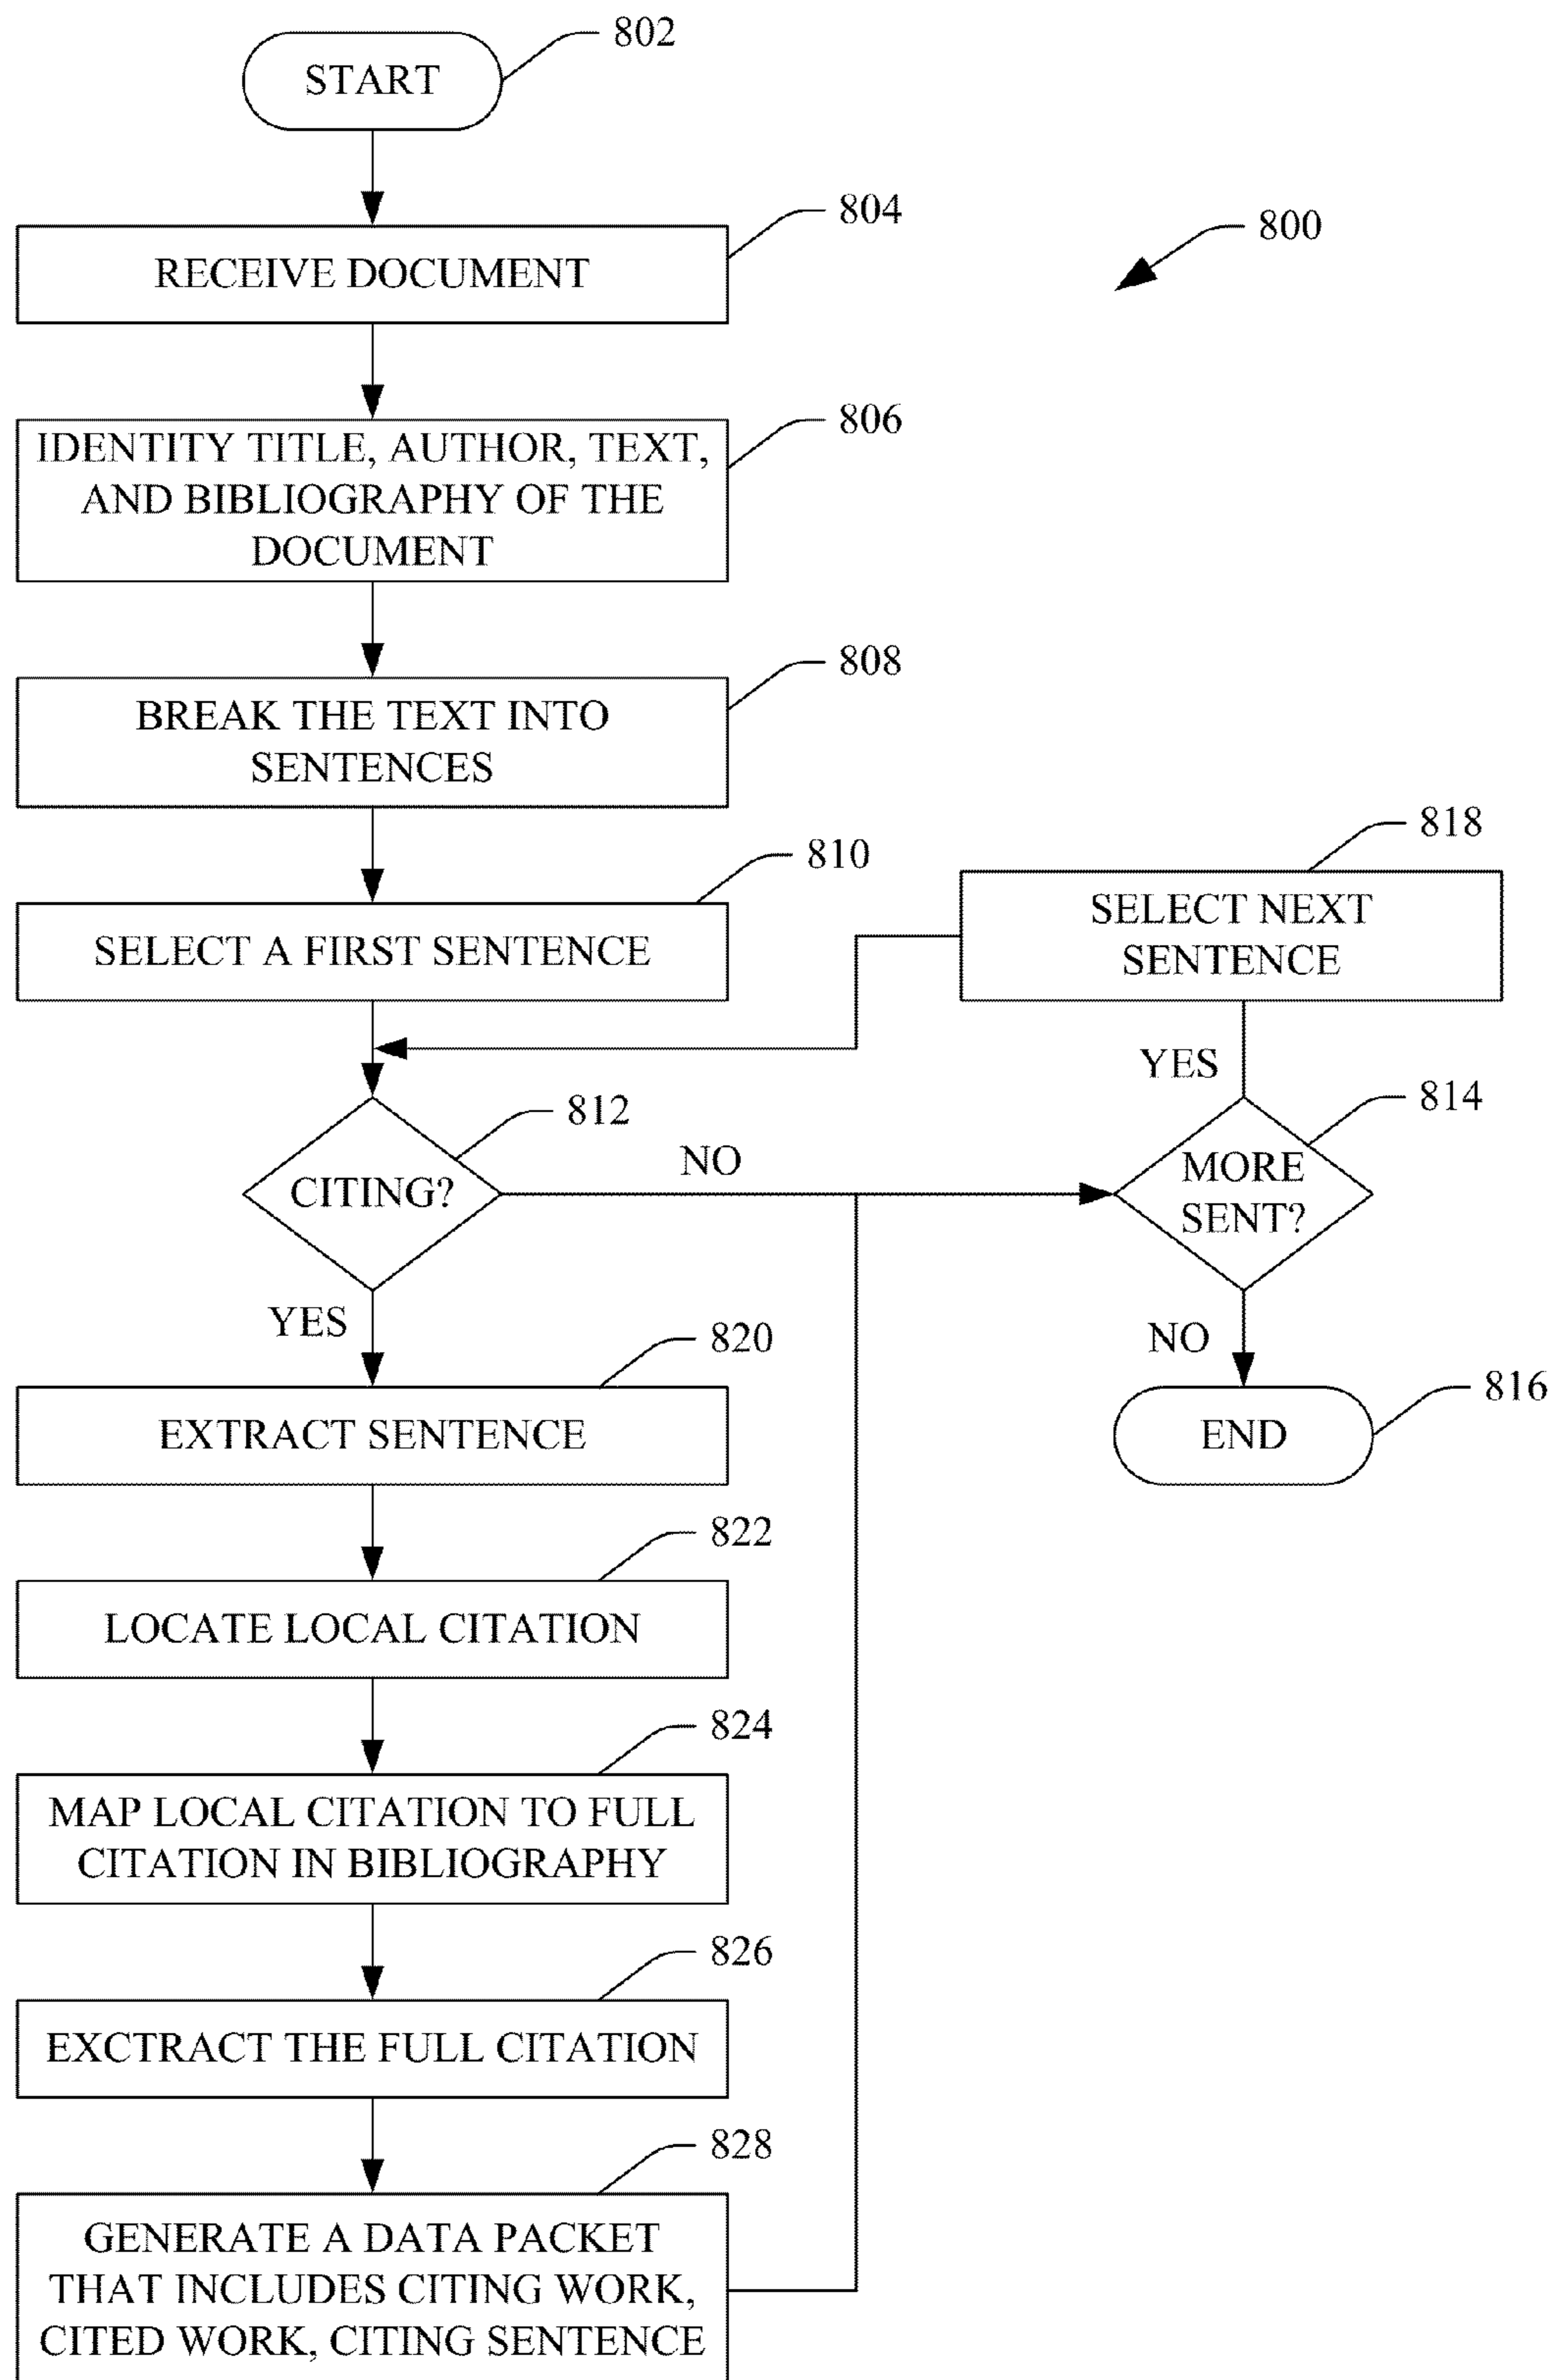 802
START
804
800
RECEIVE DOCUMENT
806
IDENTITY TITLE, AUTHOR, TEXT,
AND BIBLIOGRAPHY OF THE
DOCUMENT
808
BREAK THE TEXT INTO
SENTENCES
810
SELECT A FIRST SENTENCE
818
SELECT NEXT
SENTENCE
YES
812
CITING?
NO
814
MORE
SENT?
NO
816
END
YES
820
EXTRACT SENTENCE
822
LOCATE LOCAL CITATION
824
MAP LOCAL CITATION TO FULL
CITATION IN BIBLIOGRAPHY
826
EXCTRACT THE FULL CITATION
828
GENERATE A DATA PACKET
THAT INCLUDES CITING WORK,
CITED WORK, CITING SENTENCE